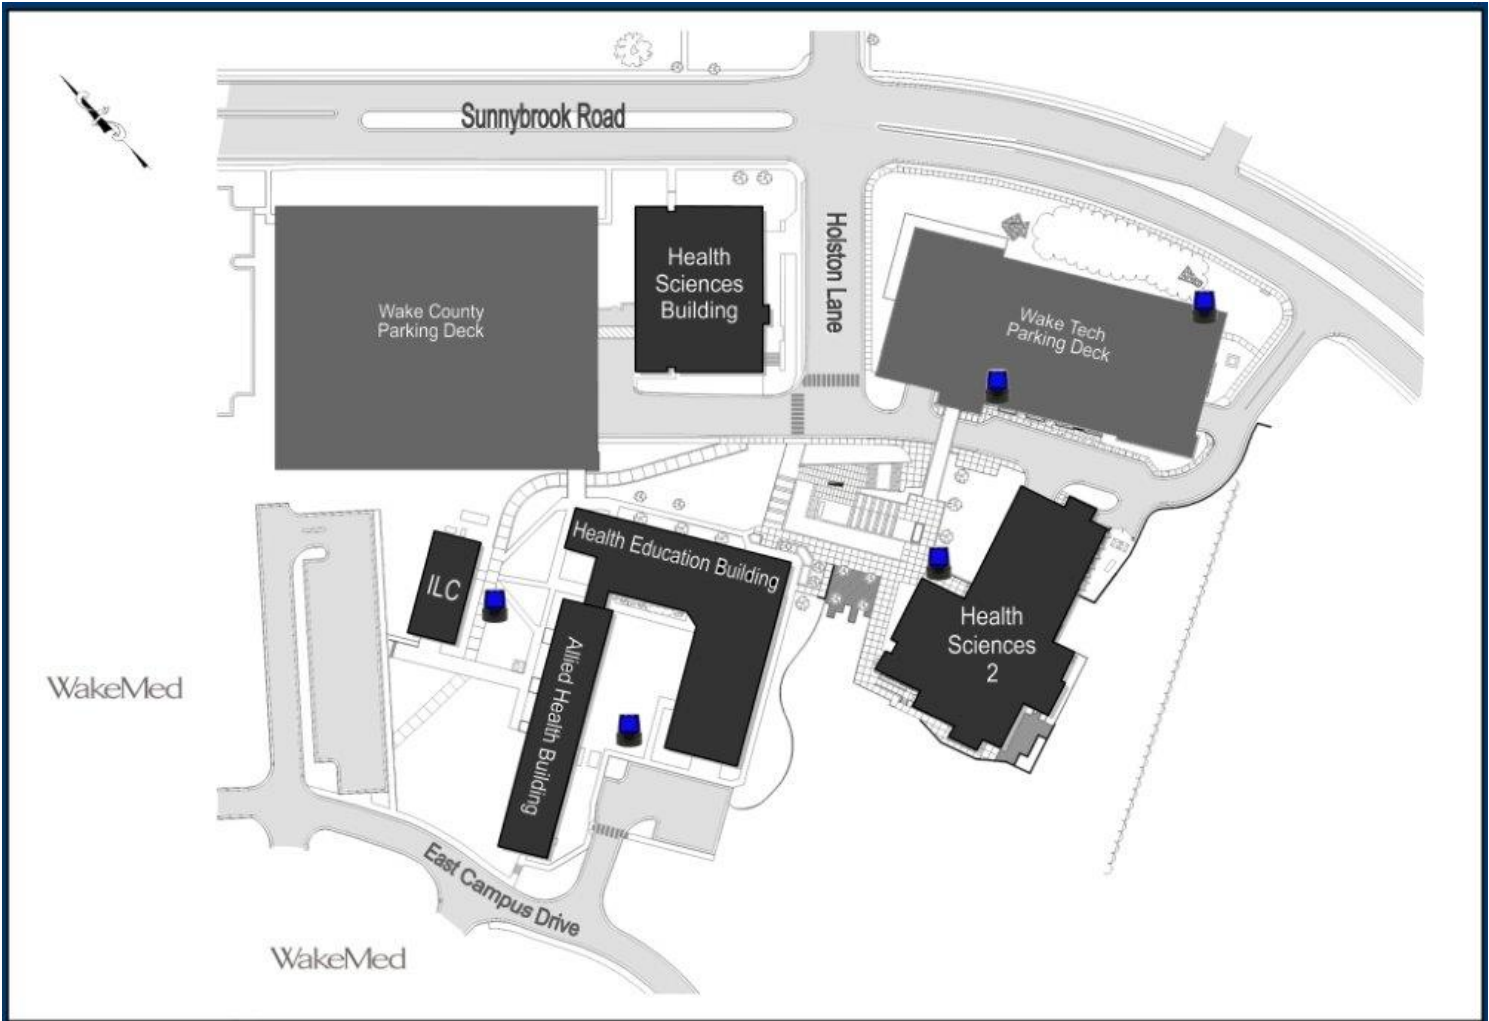 Sunnybrook Road
Holston Lane
Health
Sciences
Building
Wake County
Parking Deck
Wake Tech
Parking Deck
Health Education Building
ILC
Allied Health Building
Health
Sciences
2
WakeMed
East Campus Drive
WakeMed